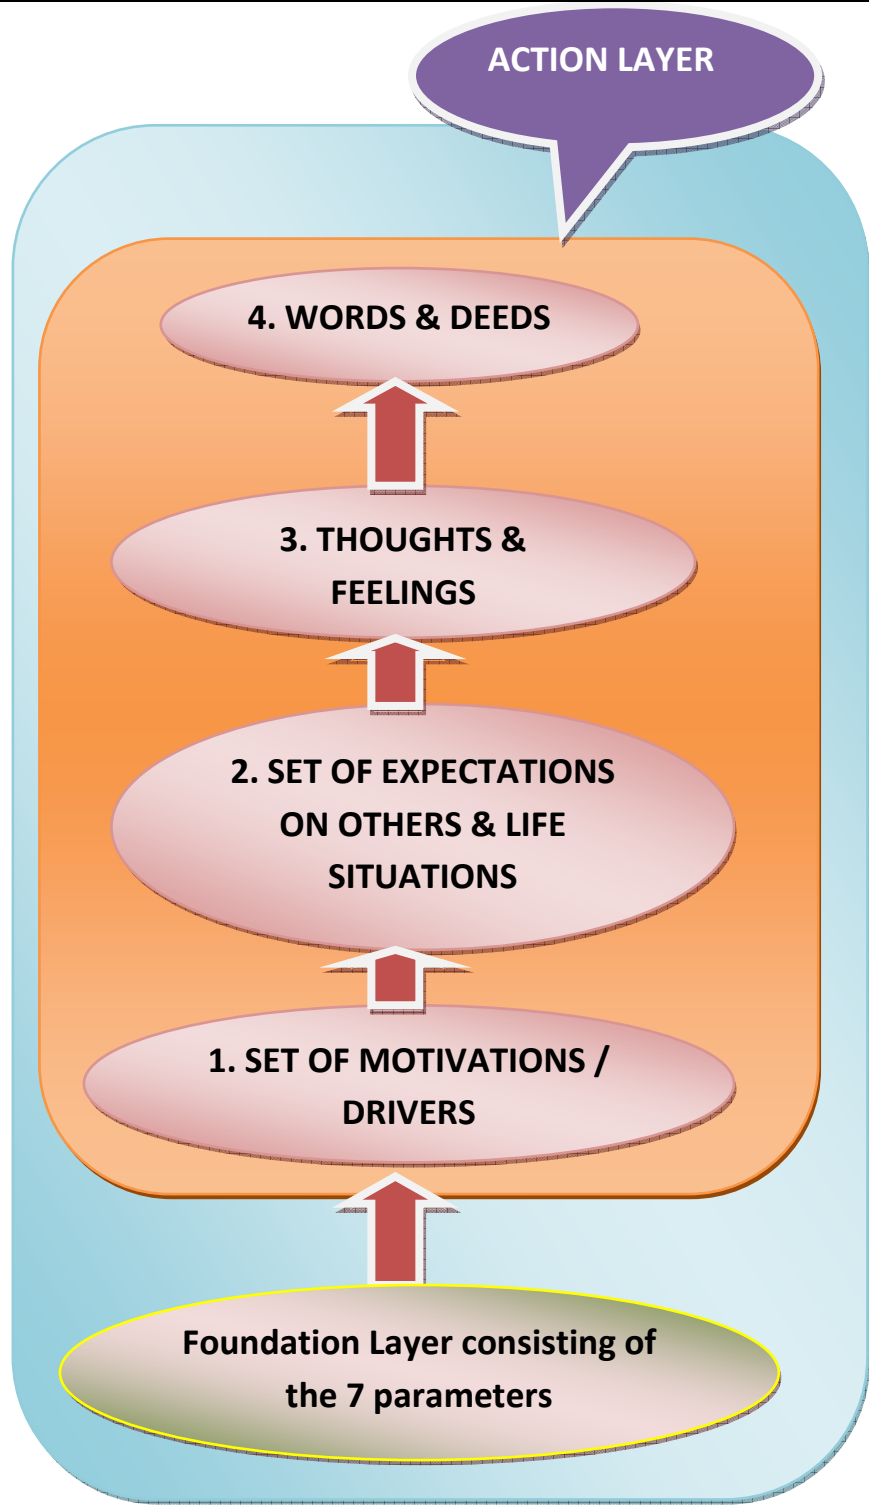 ACTION LAYER
4. WORDS & DEEDS
3. THOUGHTS &
FEELINGS
2. SET OF EXPECTATIONS
ON OTHERS & LIFE
SITUATIONS
1. SET OF MOTIVATIONS /
DRIVERS
Foundation Layer consisting of
the 7 parameters